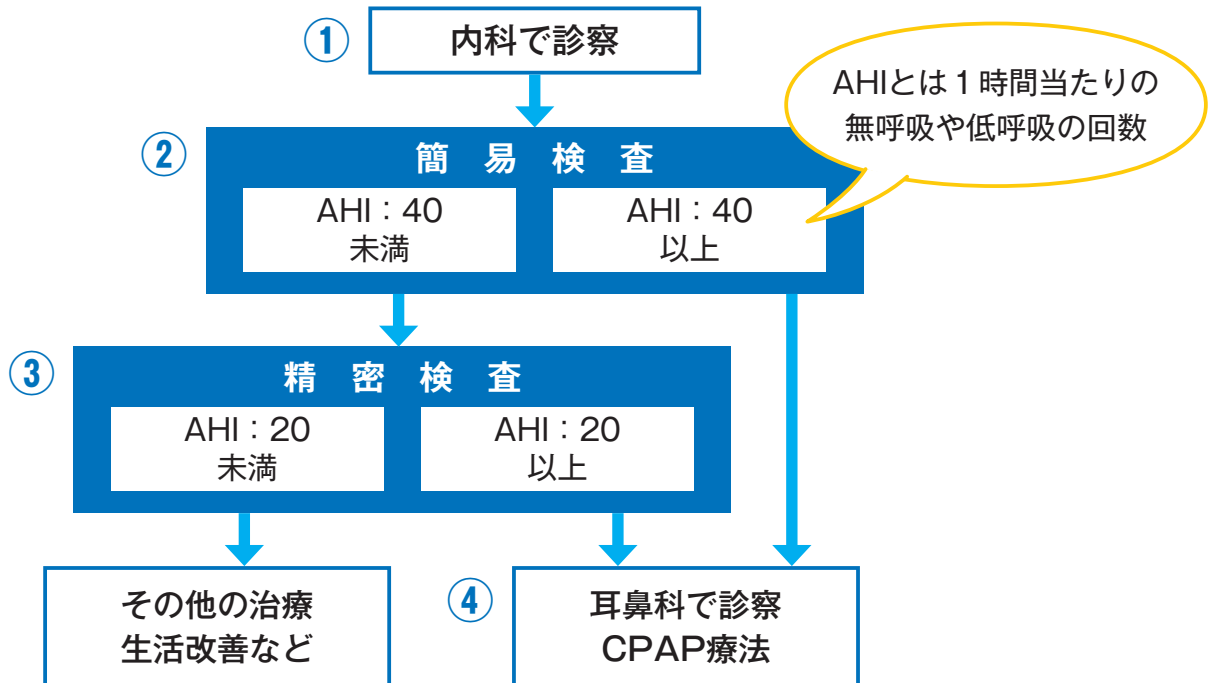 ①
内科で診察
AHIとは1時間当たりの
無呼吸や低呼吸の回数
②
簡易検査
AHI：40
未満
AHI：40
以上
③
精密検査
AHI：20
未満
AHI：20
以上
その他の治療
生活改善など
④
耳鼻科で診察
CPAP療法